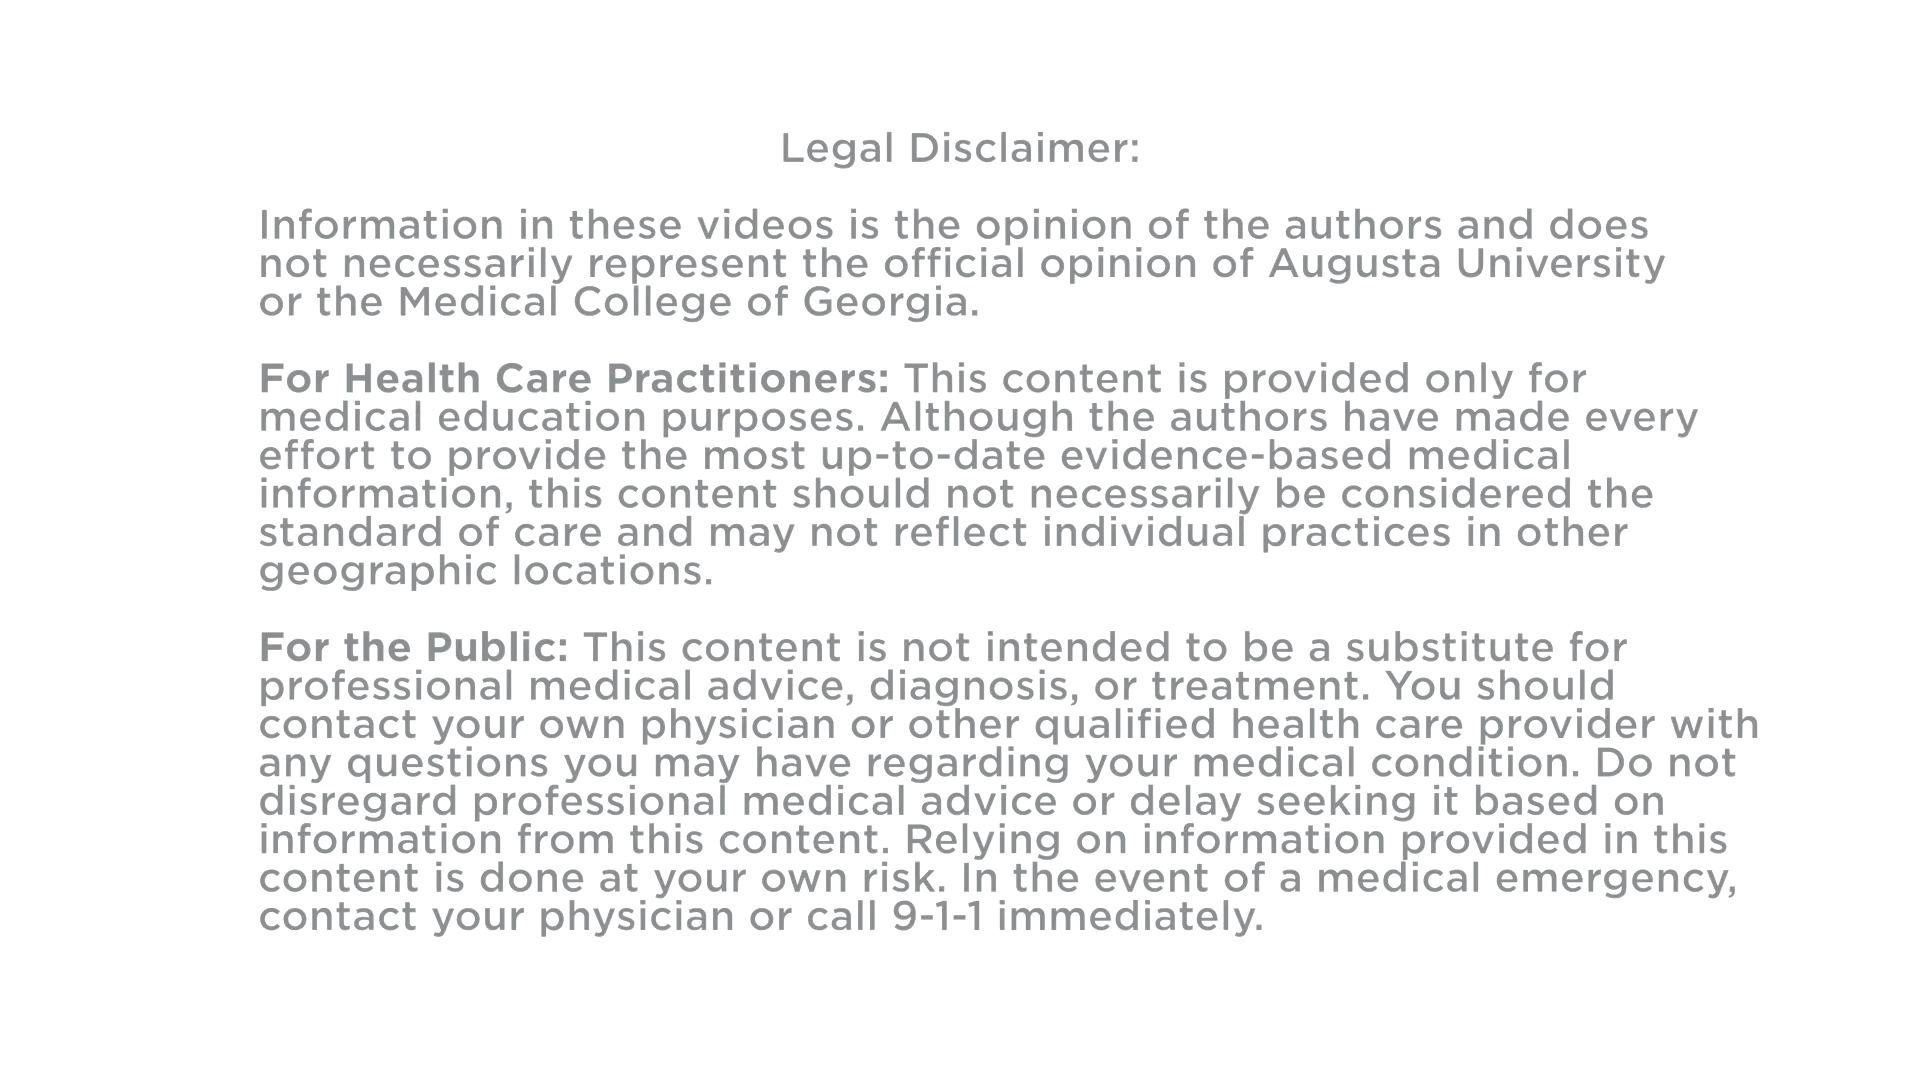 Legal Disclaimer:
Information in these videos is the opinion of the authors and does
not necessarily represent the official opinion of Augusta University
or the Medical College of Georgia.
For Health Care Practitioners: This content is provided only for
medical education purposes. Although the authors have made every
effort to provide the most up-to-date evidence-based medical
information, this content should not necessarily be considered the
standard of care and may not reflect individual practices in other
geographic locations.
For the Public: This content is not intended to be a substitute for
professional medical advice, diagnosis, or treatment. You should
contact your own physician or other qualified health care provider with
any questions you may have regarding your medical condition. Do not
disregard professional medical advice or delay seeking it based on
information from this content. Relying on information provided in this
content is done at your own risk. In the event of a medical emergency,
contact your physician or call 9-1-1 immediately.